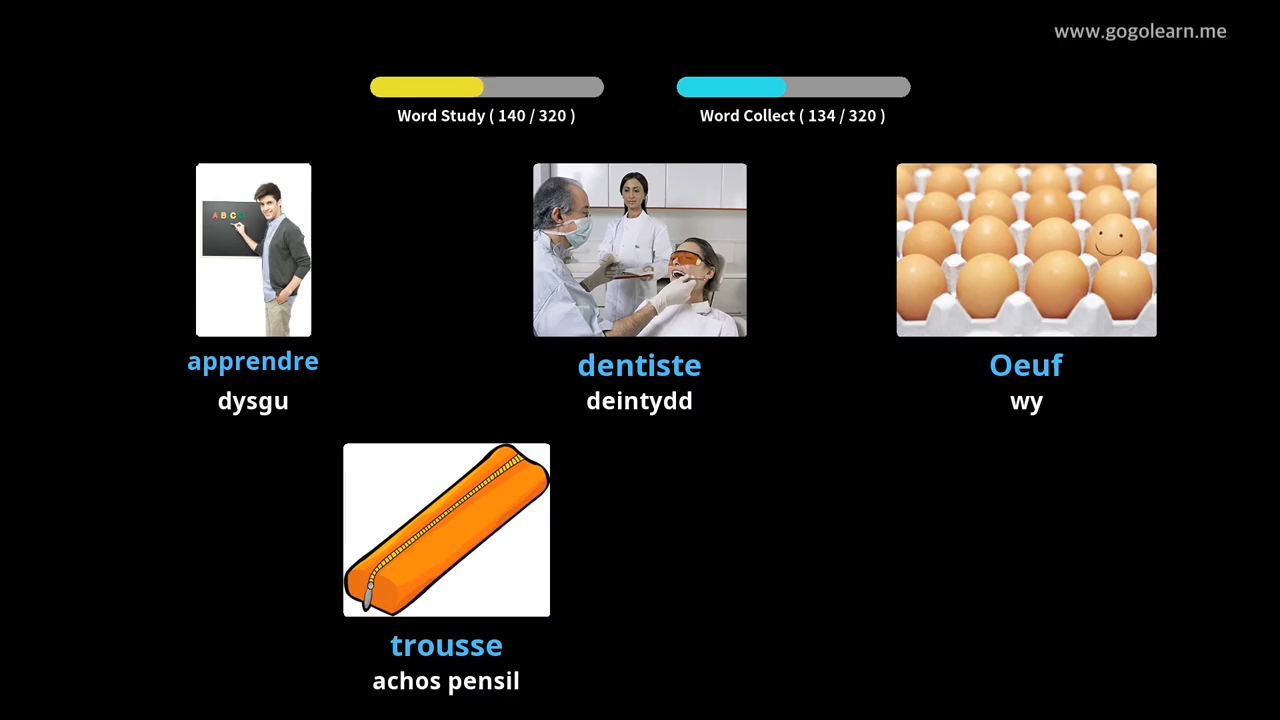 www.gogolearn.me
Word Study ( 140 / 320 )
Word Collect ( 134 / 320 )
A B C D
apprendre
dysgu
dentiste
deintydd
Oeuf
wy
trousse
achos pensil